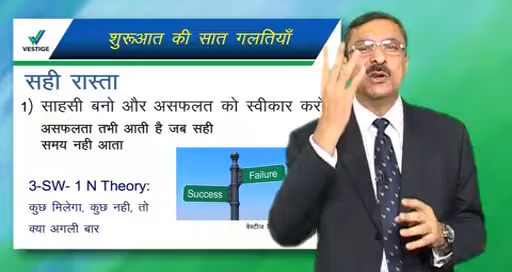 VESTIGE
शुरूआत की सात गलतियाँ
सही रास्ता
1) साहसी बनो और असफलत को स्वीकार करो
असफलता तभी आती है जब सही
समय नही आता
3-SW- 1 N Theory:
कुछ मिलेगा, कुछ नही, तो
क्या अगली बार
Failure
Success
वेस्टीज